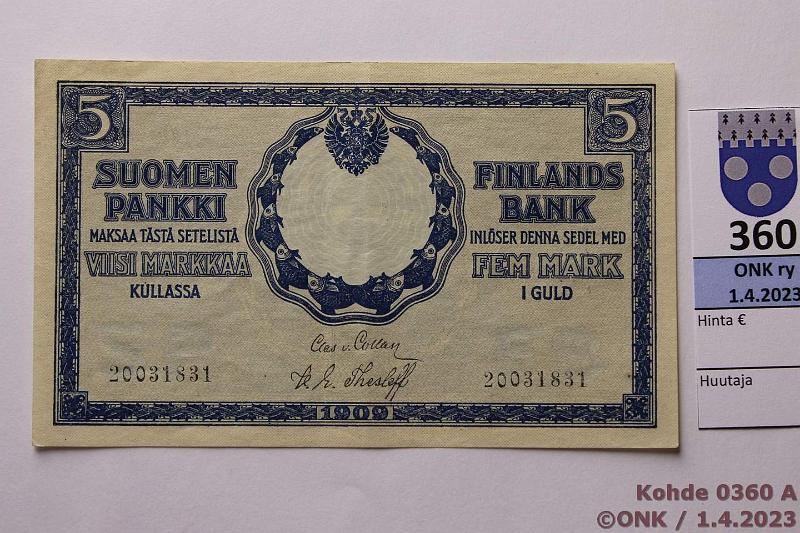 5 5
SUOMEN
PANKKI
MAKSAA TÄSTÄ SETELISTÄ
VIISI MARKKAA
KULLASSA
FINLANDS
BANK
INLÖSER DENNA SEDEL MED
FEM MARK
I GULD
Clas v. Collan
20031831 20031831
K. E. Thesleff
1909
360
ONK ry
1.4.2023
Hinta €
Huutaja
Kohde 0360 A
©ONK / 1.4.2023